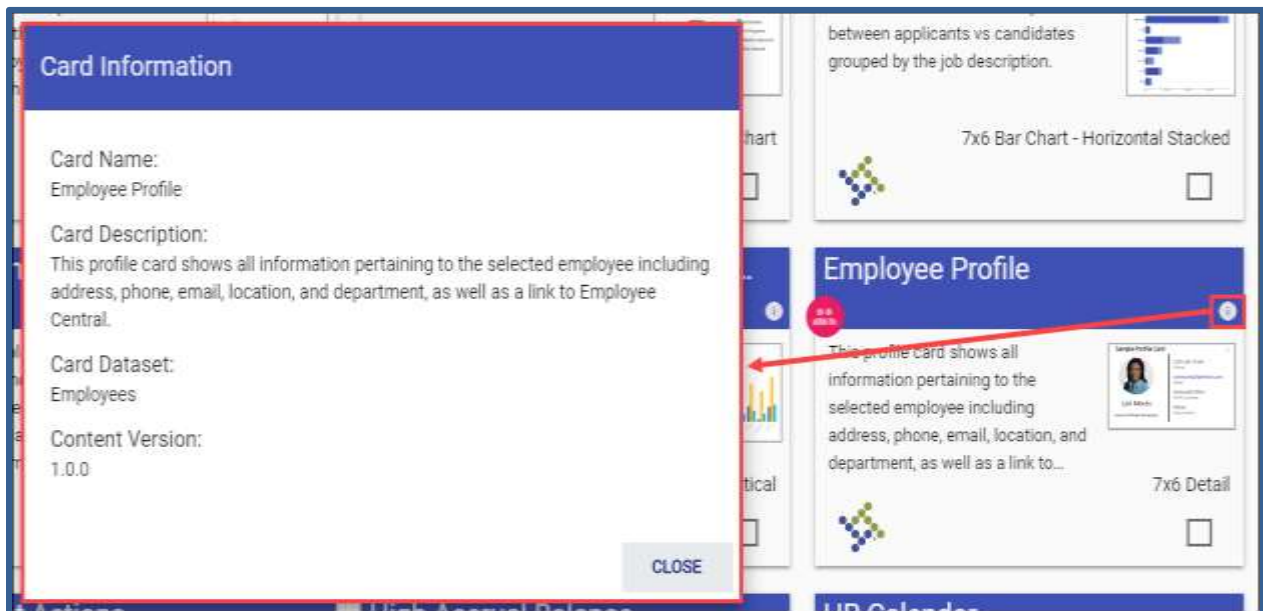 Card Information
Card Name:
Employee Profile
Card Description:
This profile card shows all information pertaining to the selected employee including
address, phone, email, location, and department, as well as a link to Employee
Central.
Card Dataset:
Employees
Content Version:
1.0.0
CLOSE
hart
tical
between applicants vs candidates
grouped by the job description.
7x6 Bar Chart - Horizontal Stacked
Employee Profile
This profile card shows all
information pertaining to the
selected employee including
address, phone, email, location, and
department, as well as a link to...
Sample Profile Card
7x6 Detail
Actions
High Accrual Balance
HR Calendar